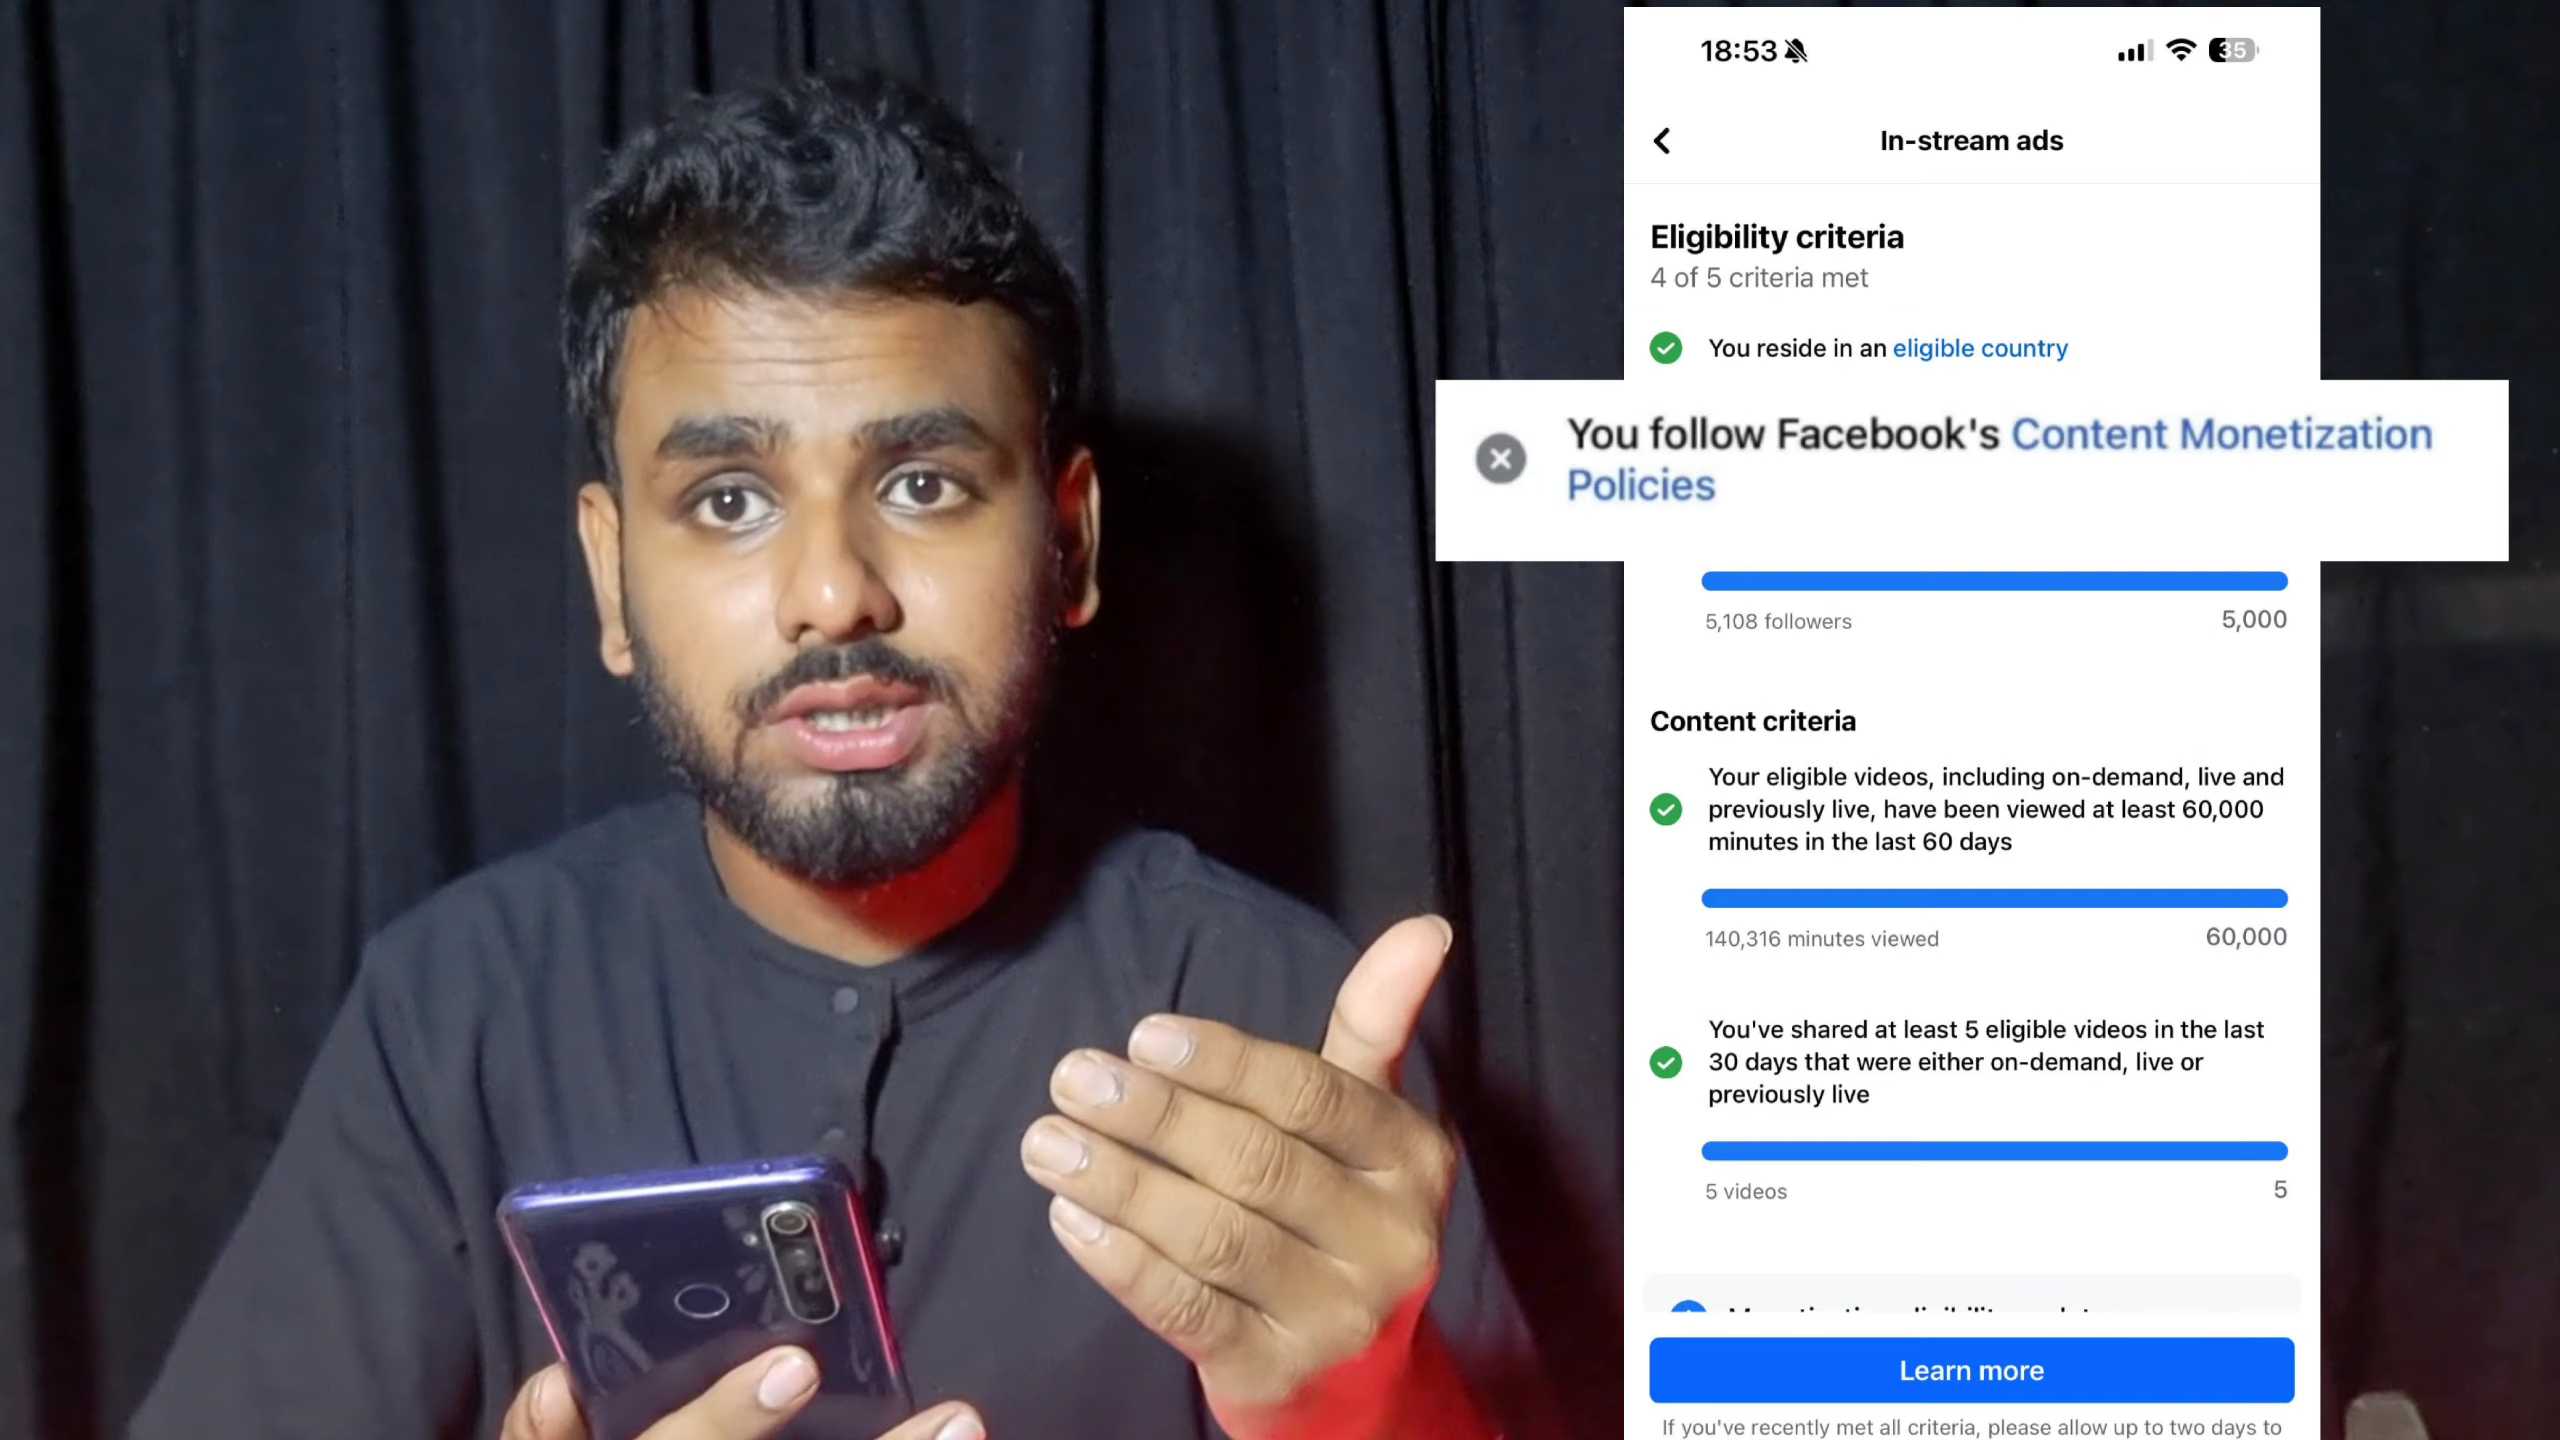 18:53
35
In-stream ads
Eligibility criteria
4 of 5 criteria met
You reside in an eligible country
You follow Facebook's Content Monetization
Policies
5,108 followers
5,000
Content criteria
Your eligible videos, including on-demand, live and
previously live, have been viewed at least 60,000
minutes in the last 60 days
140,316 minutes viewed
60,000
You've shared at least 5 eligible videos in the last
30 days that were either on-demand, live or
previously live
5 videos
5
Learn more
If you've recently met all criteria, please allow up to two days to